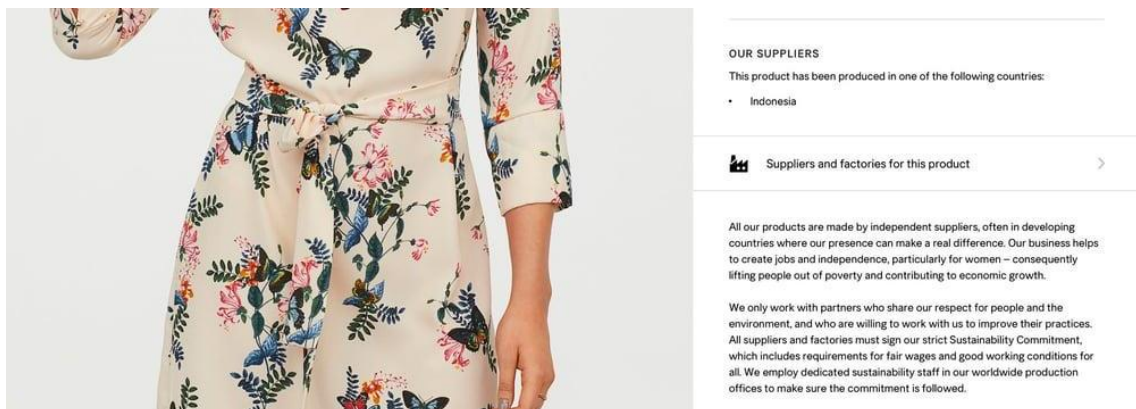 OUR SUPPLIERS
This product has been produced in one of the following countries:
• Indonesia
Suppliers and factories for this product
All our products are made by independent suppliers, often in developing
countries where our presence can make a real difference. Our business helps
to create jobs and independence, particularly for women – consequently
lifting people out of poverty and contributing to economic growth.
We only work with partners who share our respect for people and the
environment, and who are willing to work with us to improve their practices.
All suppliers and factories must sign our strict Sustainability Commitment,
which includes requirements for fair wages and good working conditions for
all. We employ dedicated sustainability staff in our worldwide production
offices to make sure the commitment is followed.